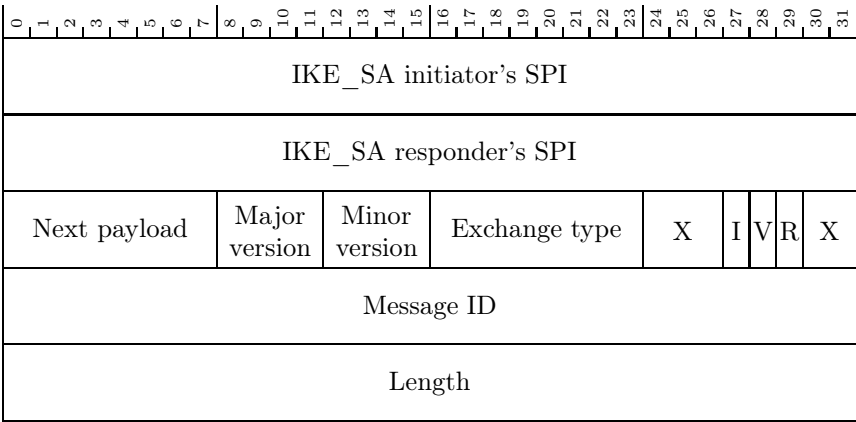 0 1 2 3 4 5 6 7 8 9 10 11 12 13 14 15 16 17 18 19 20 21 22 23 24 25 26 27 28 29 30 31
IKE_SA initiator's SPI
IKE_SA responder's SPI
Next payload Major version Minor version Exchange type X I V R X
Message ID
Length